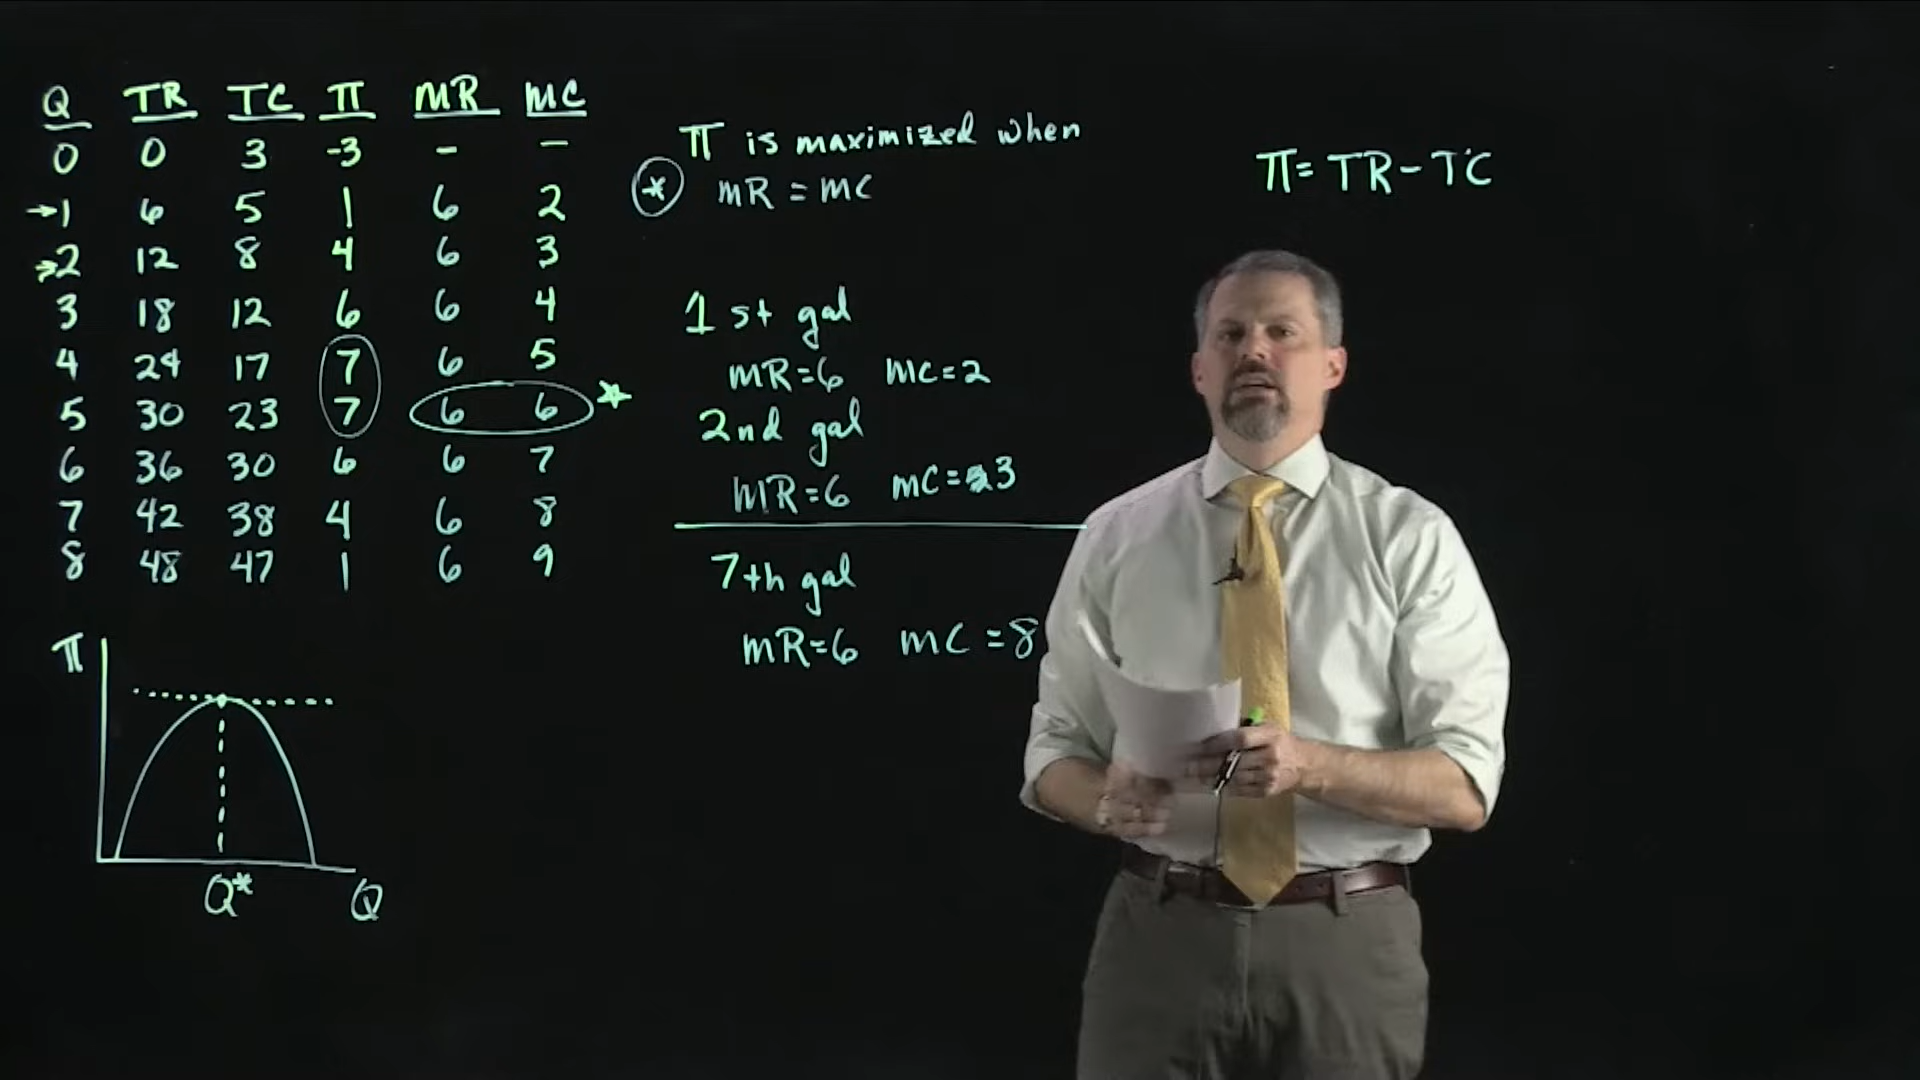 Q TR TC π MR MC
0 0 3 -3 - -
→1 6 5 1 6 2
→2 12 8 4 6 3
3 18 12 6 6 4
4 24 17 7 6 5
5 30 23 7 6 6 *
6 36 30 6 6 7
7 42 38 4 6 8
8 48 47 1 6 9
π
Q* Q
π is maximized when
* MR = MC
1st gal
MR=6 MC=2
2nd gal
MR=6 MC=3
7th gal
MR=6 MC=8
π= TR-TC